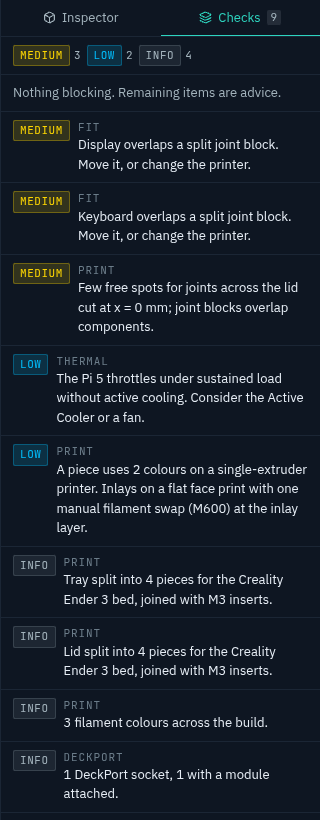 Inspector
Checks 9
MEDIUM 3 LOW 2 INFO 4
Nothing blocking. Remaining items are advice.
MEDIUM FIT
Display overlaps a split joint block.
Move it, or change the printer.
MEDIUM FIT
Keyboard overlaps a split joint block.
Move it, or change the printer.
MEDIUM PRINT
Few free spots for joints across the lid
cut at x = 0 mm; joint blocks overlap
components.
LOW THERMAL
The Pi 5 throttles under sustained load
without active cooling. Consider the Active
Cooler or a fan.
LOW PRINT
A piece uses 2 colours on a single-extruder
printer. Inlays on a flat face print with one
manual filament swap (M600) at the inlay
layer.
INFO PRINT
Tray split into 4 pieces for the Creality
Ender 3 bed, joined with M3 inserts.
INFO PRINT
Lid split into 4 pieces for the Creality
Ender 3 bed, joined with M3 inserts.
INFO PRINT
3 filament colours across the build.
INFO DECKPORT
1 DeckPort socket, 1 with a module
attached.